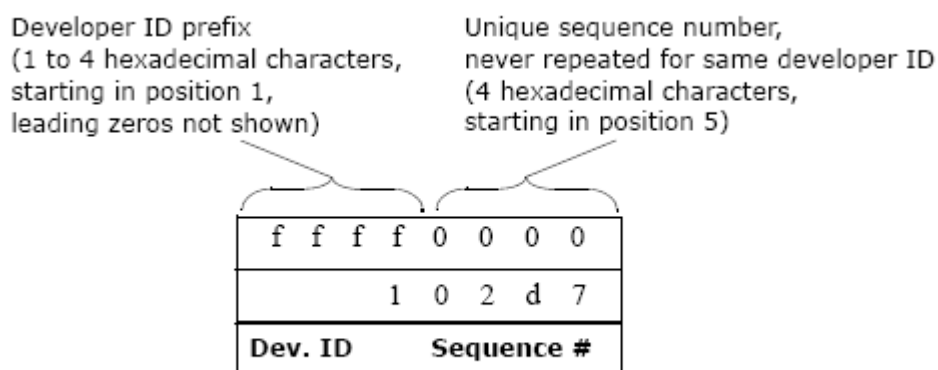 Developer ID prefix
(1 to 4 hexadecimal characters,
starting in position 1,
leading zeros not shown)
Unique sequence number,
never repeated for same developer ID
(4 hexadecimal characters,
starting in position 5)
f f f f 0 0 0 0
1 0 2 d 7
Dev. ID Sequence #